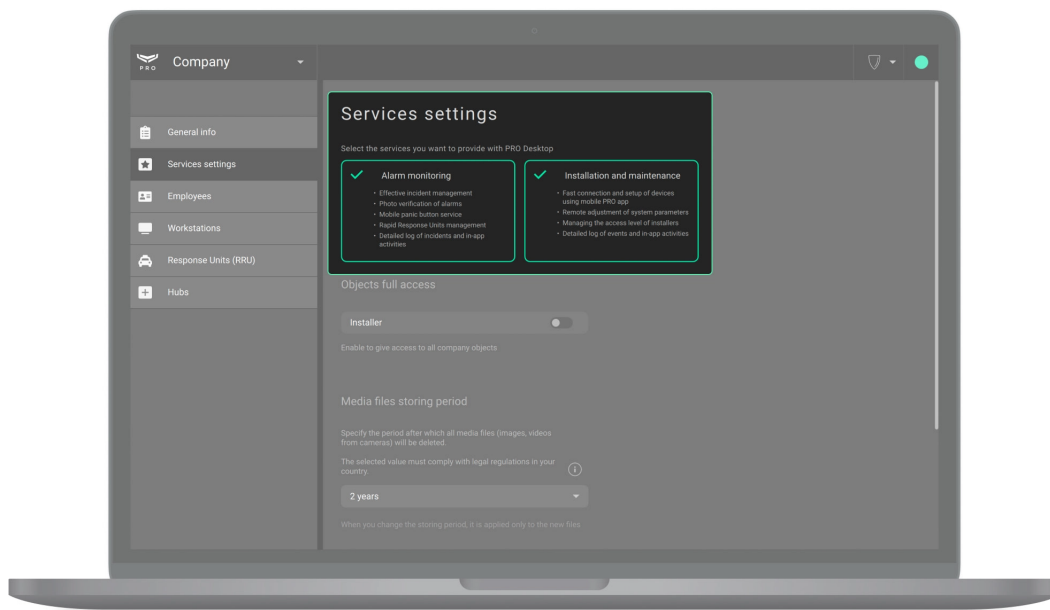 PRO
Company
General info
Services settings
Employees
Workstations
Response Units (RRU)
Hubs
Services settings
Select the services you want to provide with PRO Desktop
Alarm monitoring
• Effective incident management
• Photo verification of alarms
• Mobile panic button service
• Rapid Response Units management
• Detailed log of incidents and in-app
activities
Installation and maintenance
• Fast connection and setup of devices
using mobile PRO app
• Remote adjustment of system parameters
• Managing the access level of installers
• Detailed log of events and in-app activities
Objects full access
Installer
Enable to give access to all company objects
Media files storing period
Specify the period after which all media files (images, videos
from cameras) will be deleted.
The selected value must comply with legal regulations in your
country.
2 years
When you change the storing period, it is applied only to the new files